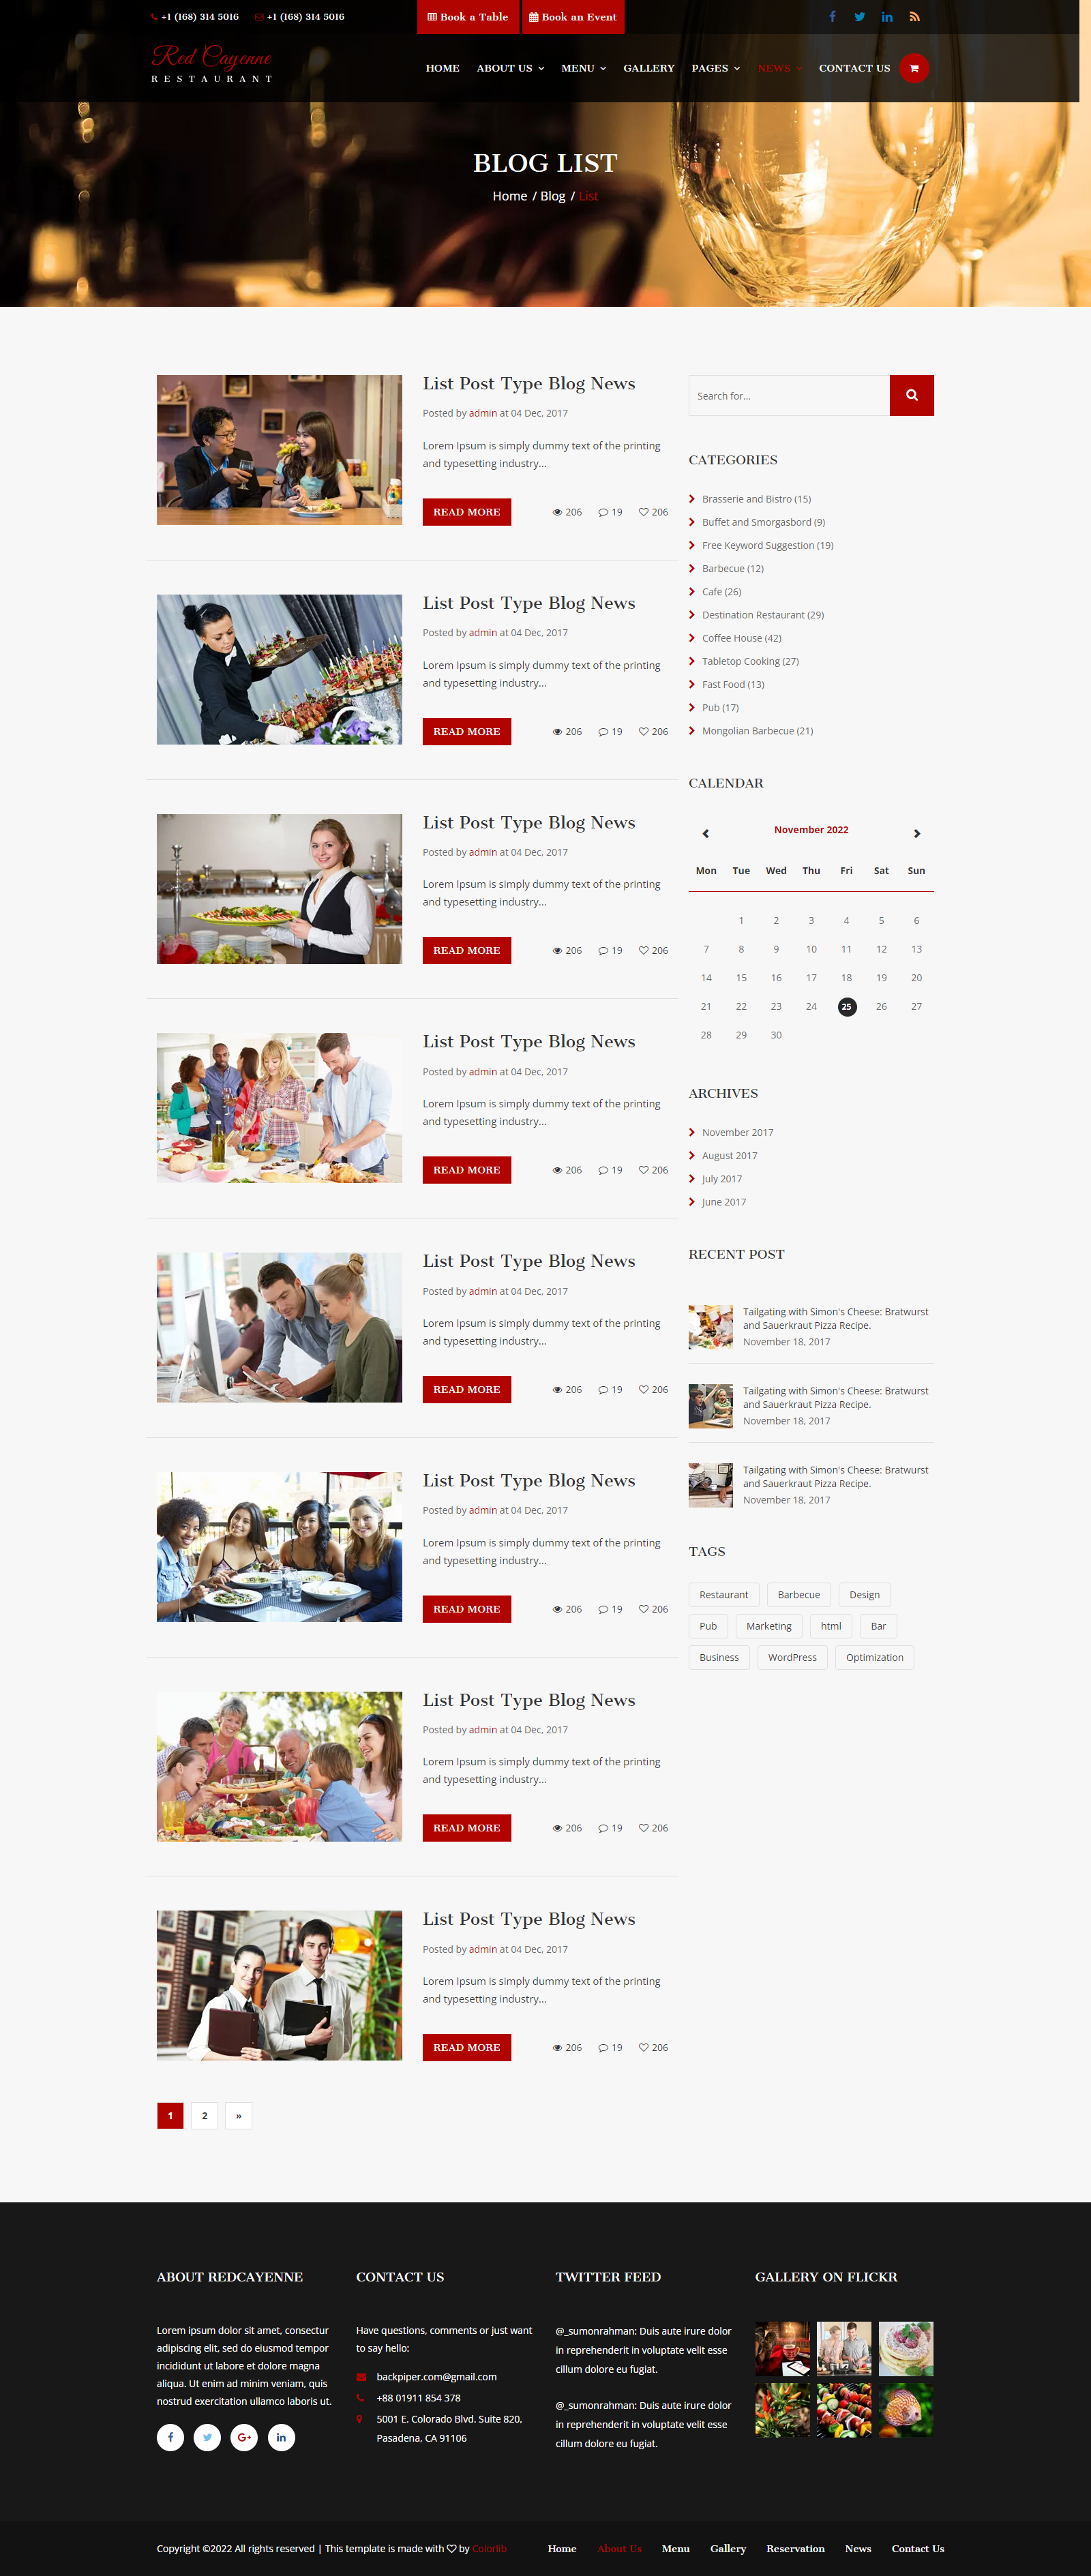 +1 (168) 314 5016 +1 (168) 314 5016 Book a Table Book an Event
Red Cayenne
RESTAURANT
HOME ABOUT US MENU GALLERY PAGES NEWS CONTACT US
BLOG LIST
Home / Blog / List
List Post Type Blog News
Posted by admin at 04 Dec, 2017
Lorem Ipsum is simply dummy text of the printing
and typesetting industry...
READ MORE 206 19 206
List Post Type Blog News
Posted by admin at 04 Dec, 2017
Lorem Ipsum is simply dummy text of the printing
and typesetting industry...
READ MORE 206 19 206
List Post Type Blog News
Posted by admin at 04 Dec, 2017
Lorem Ipsum is simply dummy text of the printing
and typesetting industry...
READ MORE 206 19 206
List Post Type Blog News
Posted by admin at 04 Dec, 2017
Lorem Ipsum is simply dummy text of the printing
and typesetting industry...
READ MORE 206 19 206
List Post Type Blog News
Posted by admin at 04 Dec, 2017
Lorem Ipsum is simply dummy text of the printing
and typesetting industry...
READ MORE 206 19 206
List Post Type Blog News
Posted by admin at 04 Dec, 2017
Lorem Ipsum is simply dummy text of the printing
and typesetting industry...
READ MORE 206 19 206
List Post Type Blog News
Posted by admin at 04 Dec, 2017
Lorem Ipsum is simply dummy text of the printing
and typesetting industry...
READ MORE 206 19 206
List Post Type Blog News
Posted by admin at 04 Dec, 2017
Lorem Ipsum is simply dummy text of the printing
and typesetting industry...
READ MORE 206 19 206
1 2 »
Search for...
CATEGORIES
Brasserie and Bistro (15)
Buffet and Smorgasbord (9)
Free Keyword Suggestion (19)
Barbecue (12)
Cafe (26)
Destination Restaurant (29)
Coffee House (42)
Tabletop Cooking (27)
Fast Food (13)
Pub (17)
Mongolian Barbecue (21)
CALENDAR
November 2022
Mon Tue Wed Thu Fri Sat Sun
1 2 3 4 5 6
7 8 9 10 11 12 13
14 15 16 17 18 19 20
21 22 23 24 25 26 27
28 29 30
ARCHIVES
November 2017
August 2017
July 2017
June 2017
RECENT POST
Tailgating with Simon's Cheese: Bratwurst
and Sauerkraut Pizza Recipe.
November 18, 2017
Tailgating with Simon's Cheese: Bratwurst
and Sauerkraut Pizza Recipe.
November 18, 2017
Tailgating with Simon's Cheese: Bratwurst
and Sauerkraut Pizza Recipe.
November 18, 2017
TAGS
Restaurant Barbecue Design
Pub Marketing html Bar
Business WordPress Optimization
ABOUT REDCAYENNE
Lorem ipsum dolor sit amet, consectur
adipiscing elit, sed do eiusmod tempor
incididunt ut labore et dolore magna
aliqua. Ut enim ad minim veniam, quis
nostrud exercitation ullamco laboris ut.
CONTACT US
Have questions, comments or just want
to say hello:
backpiper.com@gmail.com
+88 01911 854 378
5001 E. Colorado Blvd. Suite 820,
Pasadena, CA 91106
TWITTER FEED
@_sumonrahman: Duis aute irure dolor
in reprehenderit in voluptate velit esse
cillum dolore eu fugiat.
@_sumonrahman: Duis aute irure dolor
in reprehenderit in voluptate velit esse
cillum dolore eu fugiat.
GALLERY ON FLICKR
Copyright ©2022 All rights reserved | This template is made with by Colorlib
Home About Us Menu Gallery Reservation News Contact Us